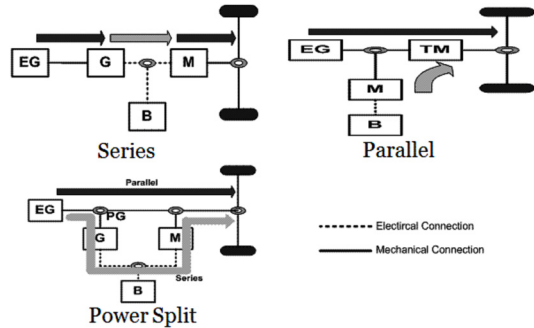 EG
G
M
B
Series
EG
TM
M
B
Parallel
Parallel
EG
PG
G
M
Series
B
Power Split
Electircal Connection
Mechanical Connection